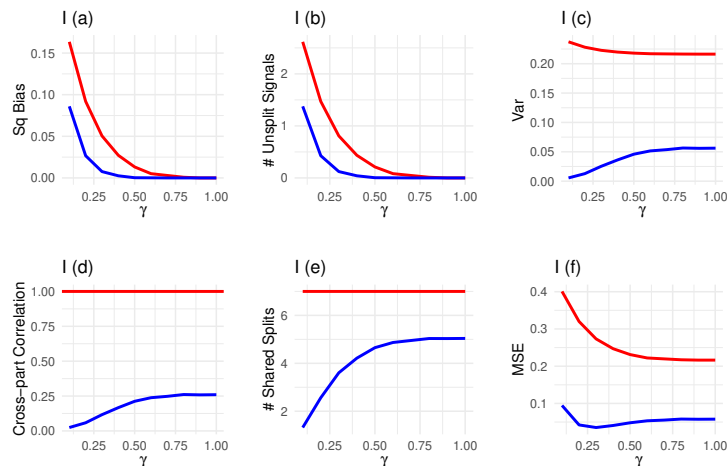 I (a)
Sq Bias
0.15
0.10
0.05
0.00
0.25 0.50 0.75 1.00
γ
I (b)
# Unsplit Signals
2
1
0
0.25 0.50 0.75 1.00
γ
I (c)
Var
0.20
0.15
0.10
0.05
0.00
0.25 0.50 0.75 1.00
γ
I (d)
Cross−part Correlation
1.00
0.75
0.50
0.25
0.00
0.25 0.50 0.75 1.00
γ
I (e)
# Shared Splits
6
4
2
0.25 0.50 0.75 1.00
γ
I (f)
MSE
0.4
0.3
0.2
0.1
0.25 0.50 0.75 1.00
γ